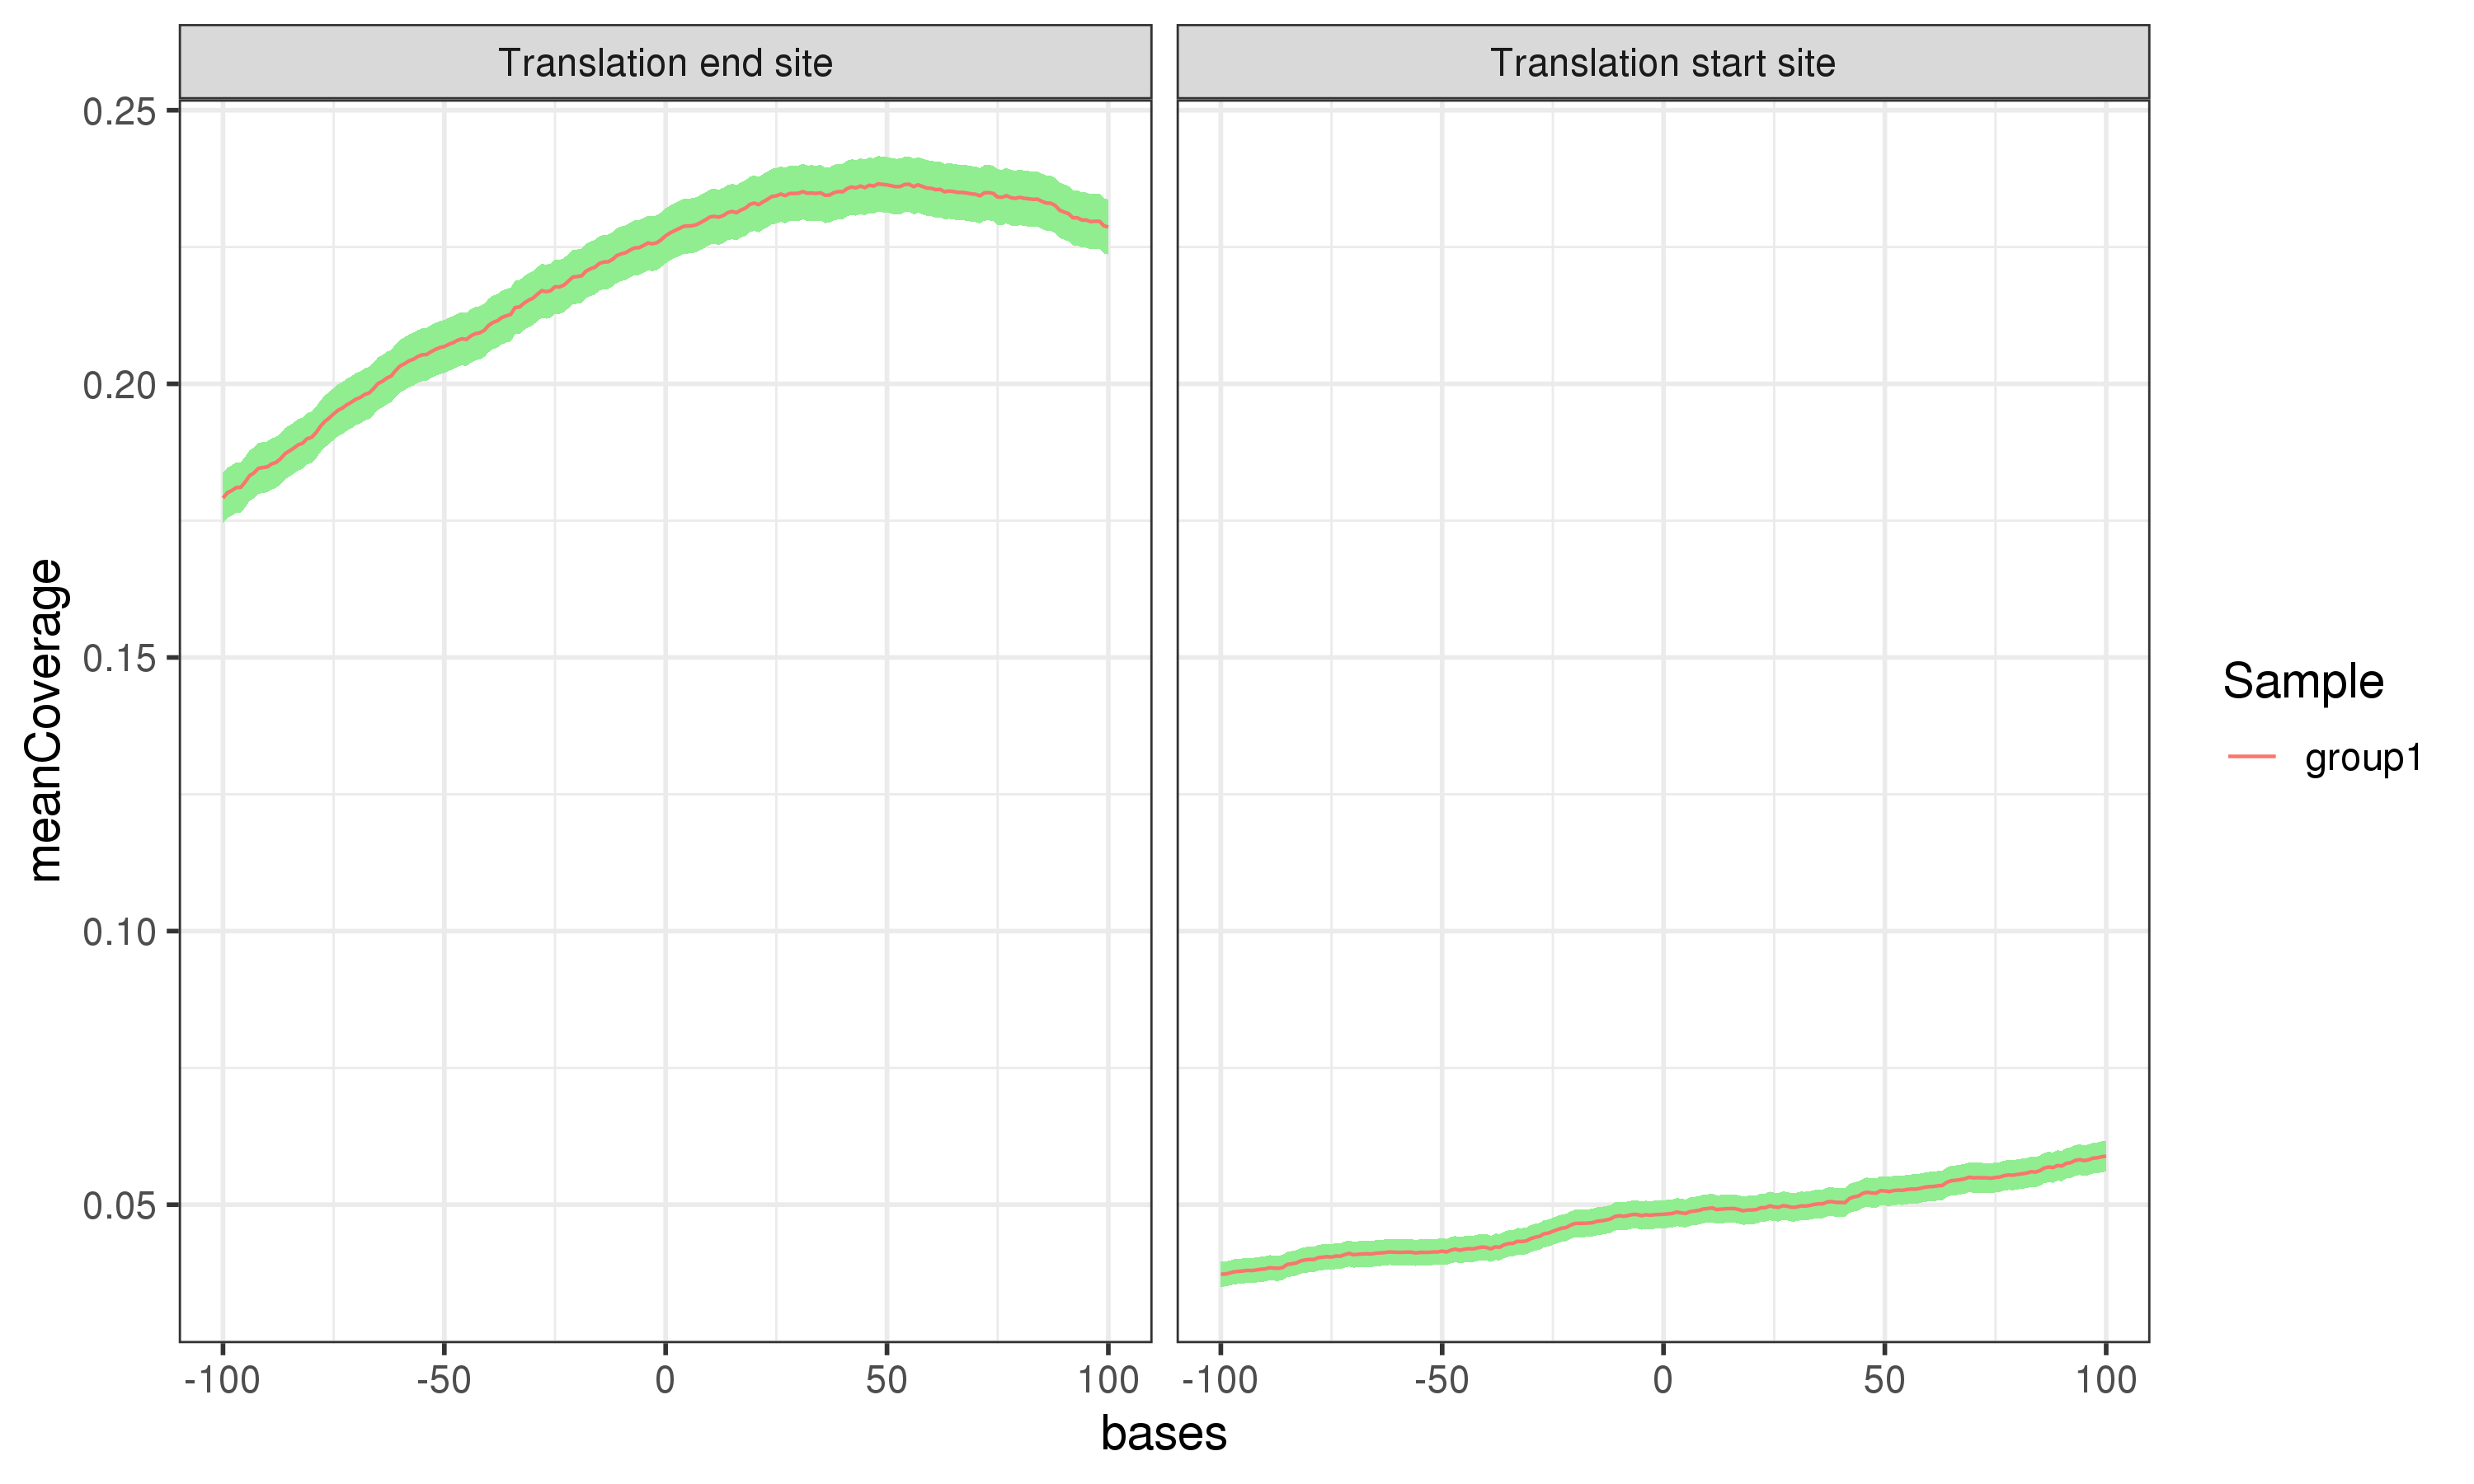 Translation end site
Translation start site
0.25
0.20
0.15
0.10
0.05
meanCoverage
-100 -50 0 50 100
-100 -50 0 50 100
bases
Sample
group1